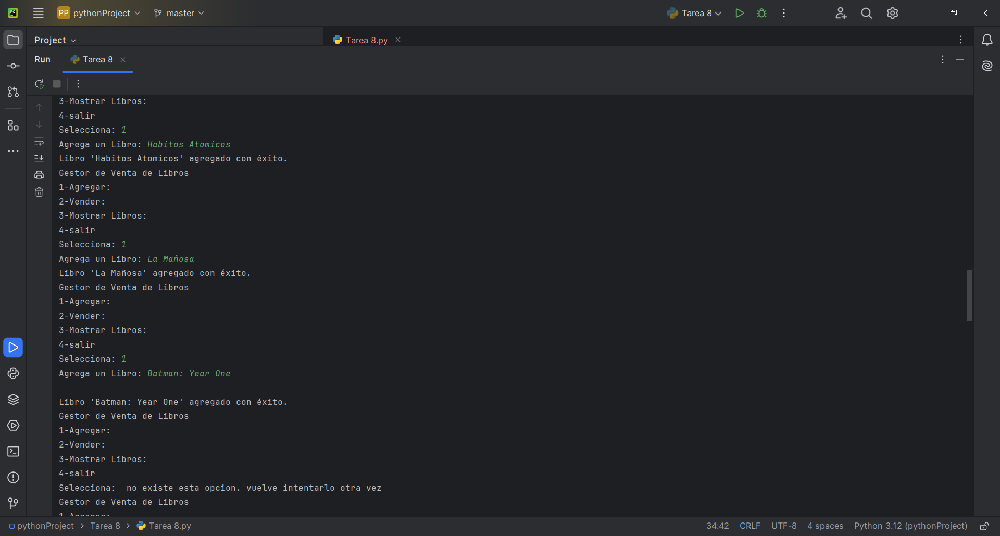 PC
PP pythonProject
master
Tarea 8
Project
Tarea 8.py
Run
Tarea 8
3-Mostrar Libros:
4-salir
Selecciona: 1
Agrega un Libro: Habitos Atomicos
Libro 'Habitos Atomicos' agregado con éxito.
Gestor de Venta de Libros
1-Agregar:
2-Vender:
3-Mostrar Libros:
4-salir
Selecciona: 1
Agrega un Libro: La Mañosa
Libro 'La Mañosa' agregado con éxito.
Gestor de Venta de Libros
1-Agregar:
2-Vender:
3-Mostrar Libros:
4-salir
Selecciona: 1
Agrega un Libro: Batman: Year One
Libro 'Batman: Year One' agregado con éxito.
Gestor de Venta de Libros
1-Agregar:
2-Vender:
3-Mostrar Libros:
4-salir
Selecciona:  no existe esta opcion. vuelve intentarlo otra vez
Gestor de Venta de Libros
1-Agregar:
pythonProject > Tarea 8 > Tarea 8.py
34:42 CRLF UTF-8 4 spaces Python 3.12 (pythonProject)